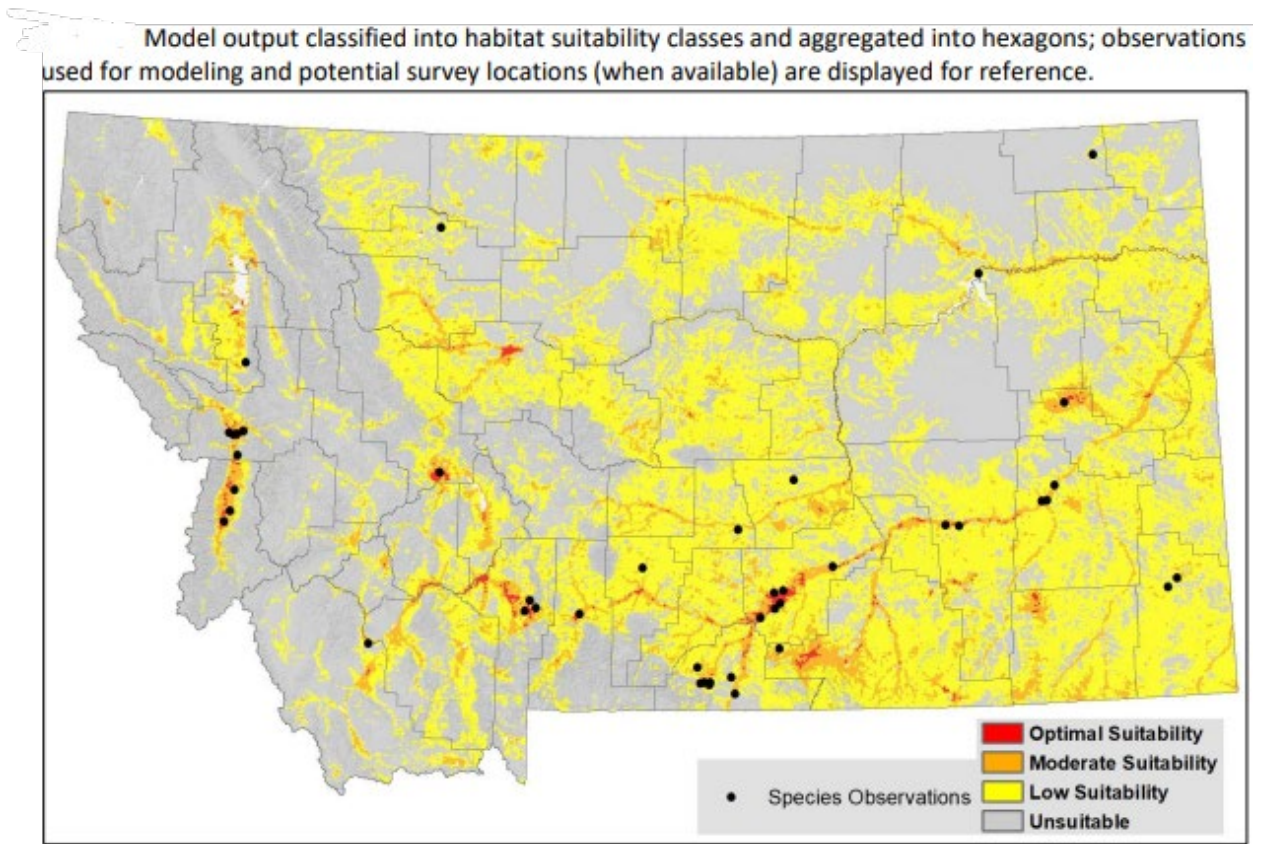 Model output classified into habitat suitability classes and aggregated into hexagons; observations
used for modeling and potential survey locations (when available) are displayed for reference.
Optimal Suitability
Moderate Suitability
Species Observations
Low Suitability
Unsuitable